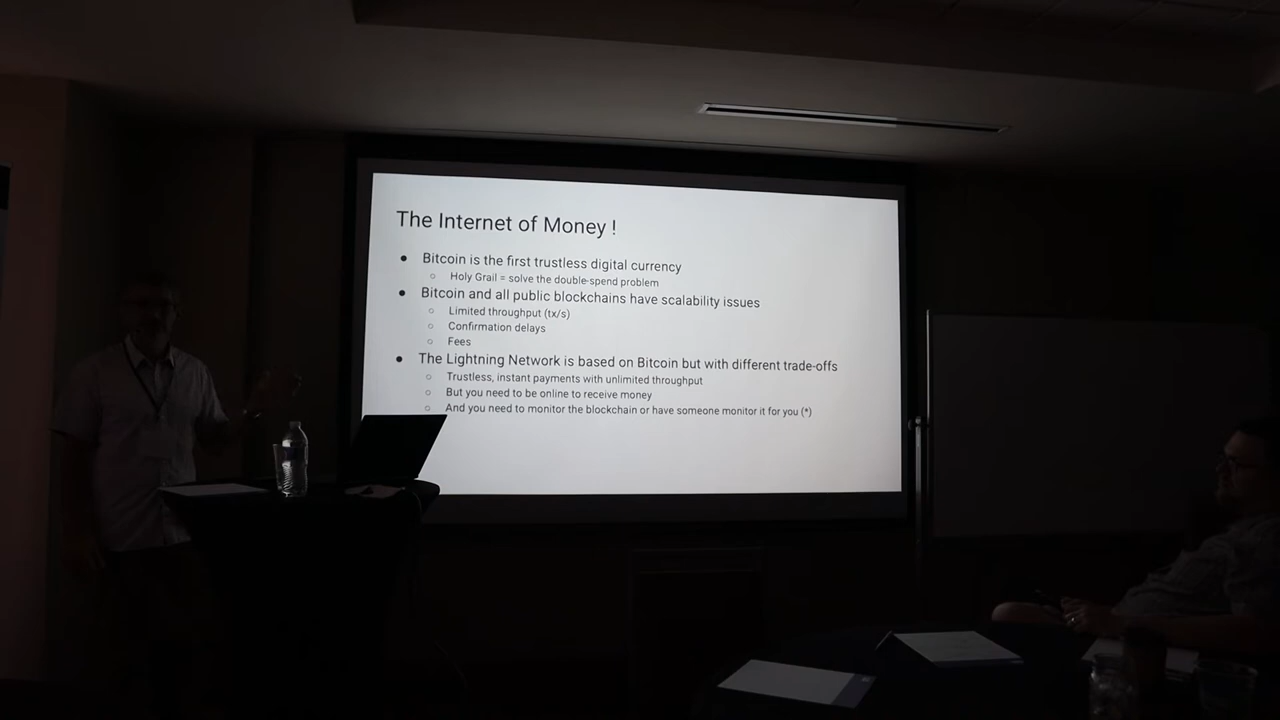 The Internet of Money !
● Bitcoin is the first trustless digital currency
○ Holy Grail = solve the double-spend problem
● Bitcoin and all public blockchains have scalability issues
○ Limited throughput (tx/s)
○ Confirmation delays
○ Fees
● The Lightning Network is based on Bitcoin but with different trade-offs
○ Trustless, instant payments with unlimited throughput
○ But you need to be online to receive money
○ And you need to monitor the blockchain or have someone monitor it for you (*)